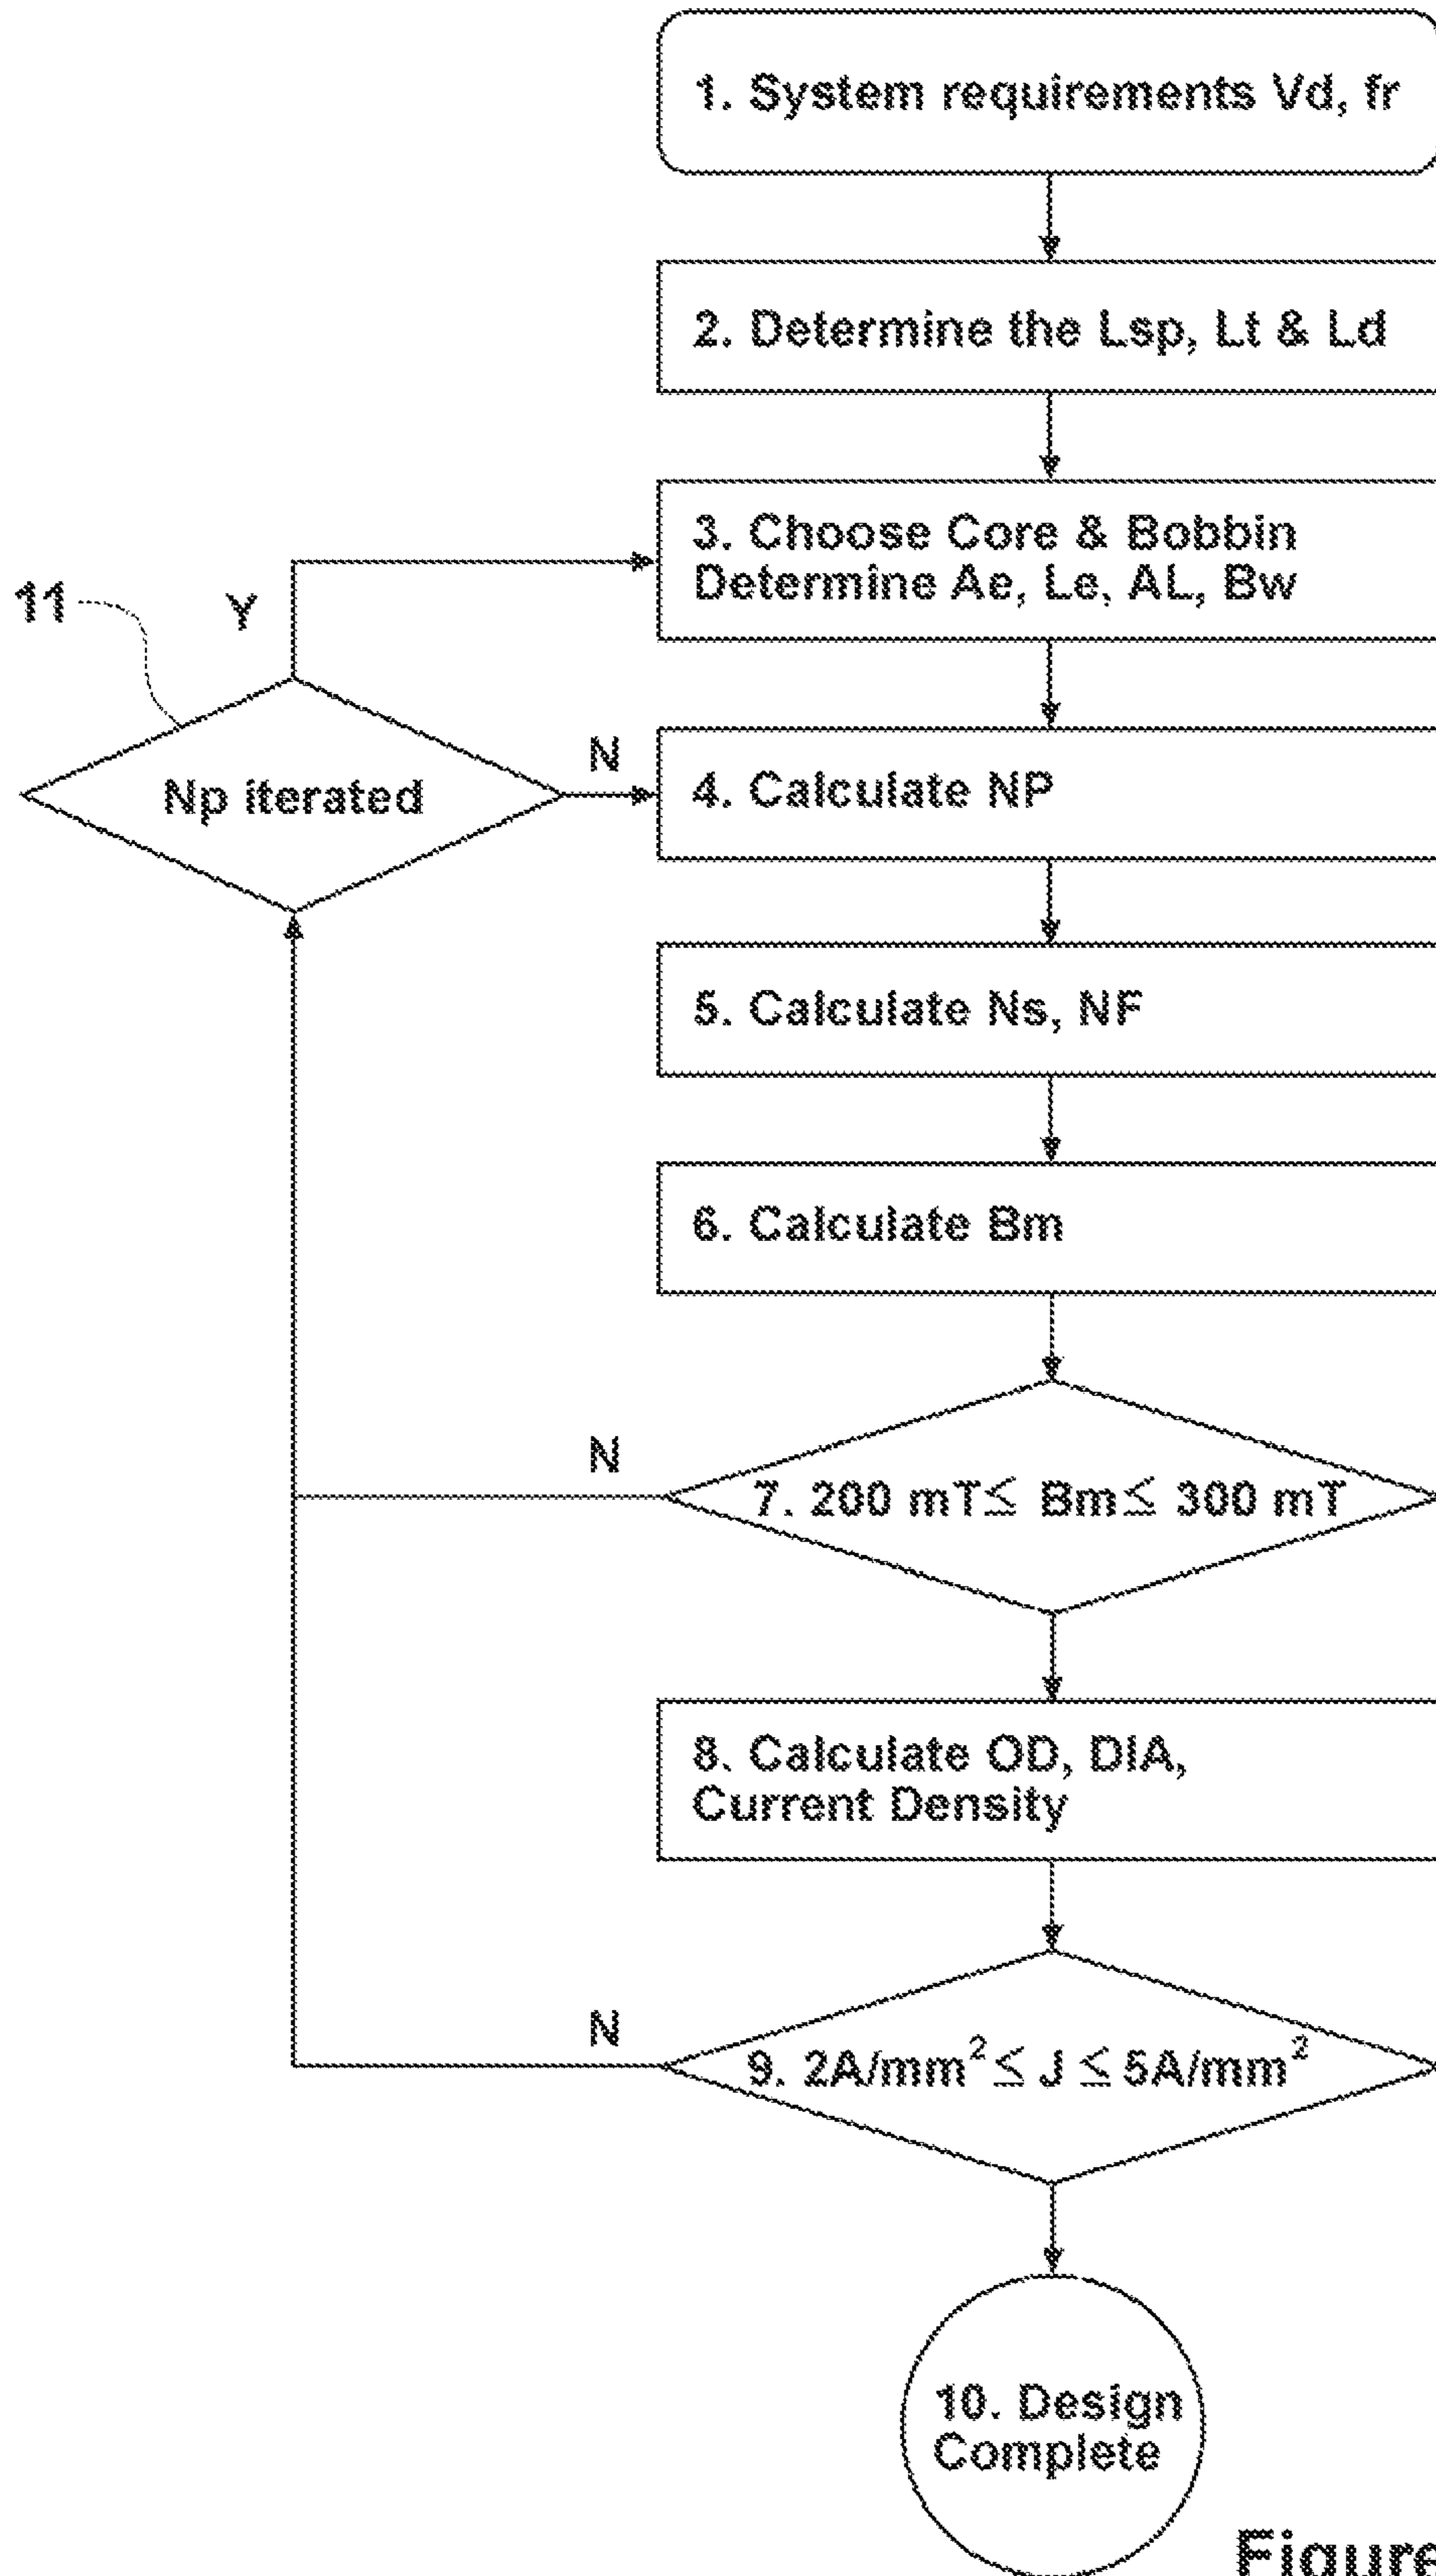 1. System requirements Vd, fr
2. Determine the Lsp, Lt & Ld
3. Choose Core & Bobbin
Determine Ae, Le, AL, Bw
11
Y
Np iterated
N
4. Calculate NP
5. Calculate Ns, NF
6. Calculate Bm
N
7. 200 mT≦ Bm≦ 300 mT
8. Calculate OD, DIA,
Current Density
N
9. 2A/mm²≦ J ≦ 5A/mm²
10. Design
Complete
Figure